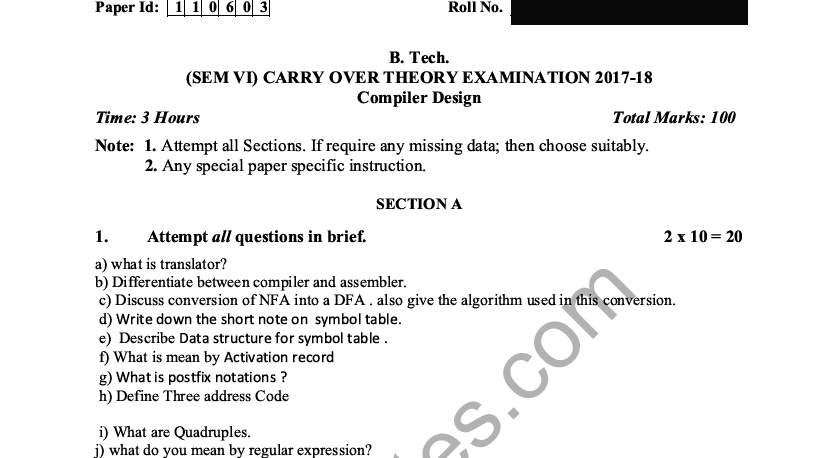 Paper Id: 1 1 0 6 0 3 Roll No.
B. Tech.
(SEM VI) CARRY OVER THEORY EXAMINATION 2017-18
Compiler Design
Time: 3 Hours Total Marks: 100
Note: 1. Attempt all Sections. If require any missing data; then choose suitably.
2. Any special paper specific instruction.
SECTION A
1. Attempt all questions in brief. 2 x 10 = 20
a) what is translator?
b) Differentiate between compiler and assembler.
c) Discuss conversion of NFA into a DFA . also give the algorithm used in this conversion.
d) Write down the short note on symbol table.
e) Describe Data structure for symbol table .
f) What is mean by Activation record
g) What is postfix notations ?
h) Define Three address Code
i) What are Quadruples.
j) what do you mean by regular expression?
es.com